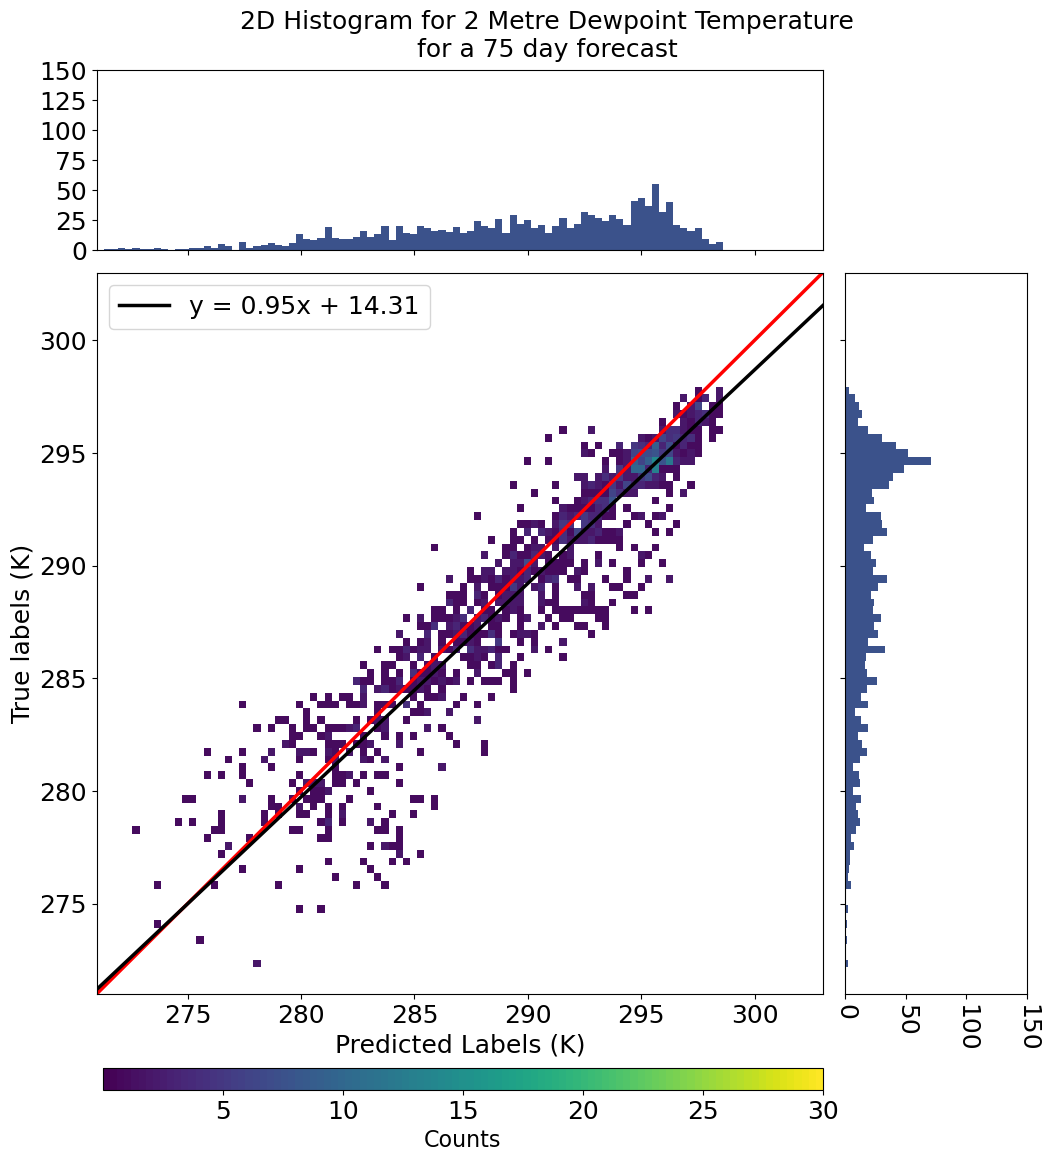 2D Histogram for 2 Metre Dewpoint Temperature
for a 75 day forecast
150
125
100
75
50
25
0
y = 0.95x + 14.31
300
295
290
285
280
275
True labels (K)
275 280 285 290 295 300
Predicted Labels (K)
0 50 100 150
5 10 15 20 25 30
Counts